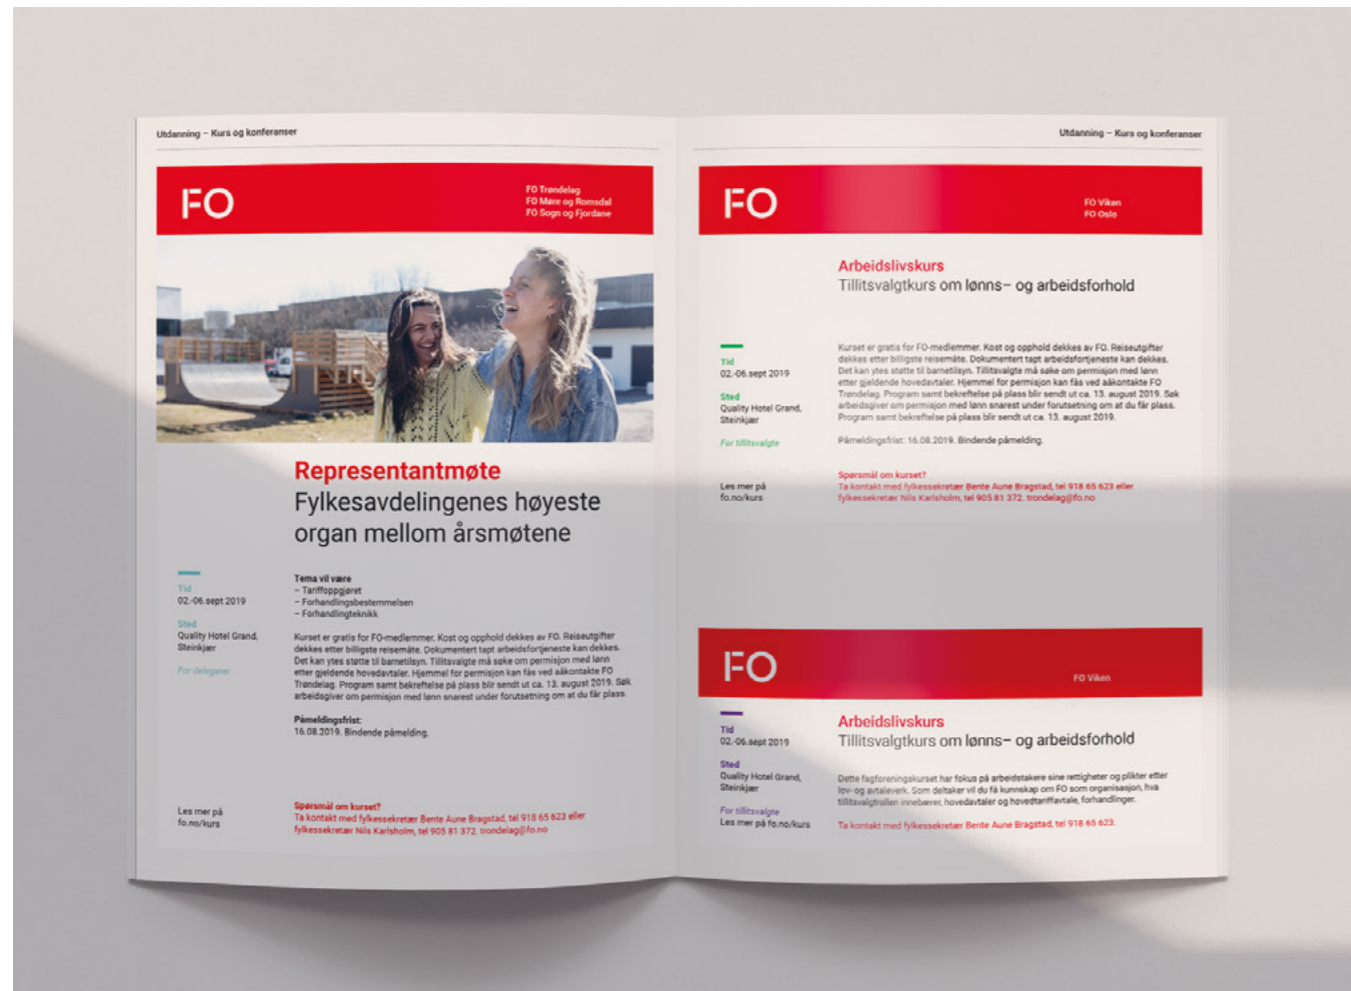 Utdanning – Kurs og konferanser
FO
FO Trøndelag
FO Møre og Romsdal
FO Sogn og Fjordane
Representantmøte
Fylkesavdelingenes høyeste
organ mellom årsmøtene
Tid
02.-06.sept 2019
Sted
Quality Hotel Grand,
Steinkjær
For delegater
Tema vil være
– Tariffoppgjøret
– Forhandlingsbestemmelsen
– Forhandlingteknikk
Kurset er gratis for FO-medlemmer. Kost og opphold dekkes av FO. Reiseutgifter
dekkes etter billigste reisemåte. Dokumentert tapt arbeidsfortjeneste kan dekkes.
Det kan ytes støtte til barnetilsyn. Tillitsvalgte må søke om permisjon med lønn
etter gjeldende hovedavtaler. Hjemmel for permisjon kan fås ved aåkontakte FO
Trøndelag. Program samt bekreftelse på plass blir sendt ut ca. 13. august 2019. Søk
arbeidsgiver om permisjon med lønn snarest under forutsetning om at du får plass.
Påmeldingsfrist:
16.08.2019. Bindende påmelding.
Les mer på
fo.no/kurs
Spørsmål om kurset?
Ta kontakt med fylkessekretær Bente Aune Bragstad, tel 918 65 623 eller
fylkessekretær Nils Karlsholm, tel 905 81 372. trondelag@fo.no
Utdanning – Kurs og konferanser
FO
FO Viken
FO Oslo
Arbeidslivskurs
Tillitsvalgtkurs om lønns– og arbeidsforhold
Tid
02.-06.sept 2019
Sted
Quality Hotel Grand,
Steinkjær
For tillitsvalgte
Kurset er gratis for FO-medlemmer. Kost og opphold dekkes av FO. Reiseutgifter
dekkes etter billigste reisemåte. Dokumentert tapt arbeidsfortjeneste kan dekkes.
Det kan ytes støtte til barnetilsyn. Tillitsvalgte må søke om permisjon med lønn
etter gjeldende hovedavtaler. Hjemmel for permisjon kan fås ved aåkontakte FO
Trøndelag. Program samt bekreftelse på plass blir sendt ut ca. 13. august 2019. Søk
arbeidsgiver om permisjon med lønn snarest under forutsetning om at du får plass.
Program samt bekreftelse på plass blir sendt ut ca. 13. august 2019.
Påmeldingsfrist: 16.08.2019. Bindende påmelding.
Les mer på
fo.no/kurs
Spørsmål om kurset?
Ta kontakt med fylkessekretær Bente Aune Bragstad, tel 918 65 623 eller
fylkessekretær Nils Karlsholm, tel 905 81 372. trondelag@fo.no
FO
FO Viken
Tid
02.-06.sept 2019
Sted
Quality Hotel Grand,
Steinkjær
For tillitsvalgte
Les mer på fo.no/kurs
Arbeidslivskurs
Tillitsvalgtkurs om lønns– og arbeidsforhold
Dette fagforeningskurset har fokus på arbeidstakere sine rettigheter og plikter etter
lov- og avtaleverk. Som deltaker vil du få kunnskap om FO som organisasjon, hva
tillitsvalgtrollen innebærer, hovedavtaler og hovedtariffavtale, forhandlinger.
Ta kontakt med fylkessekretær Bente Aune Bragstad, tel 918 65 623.